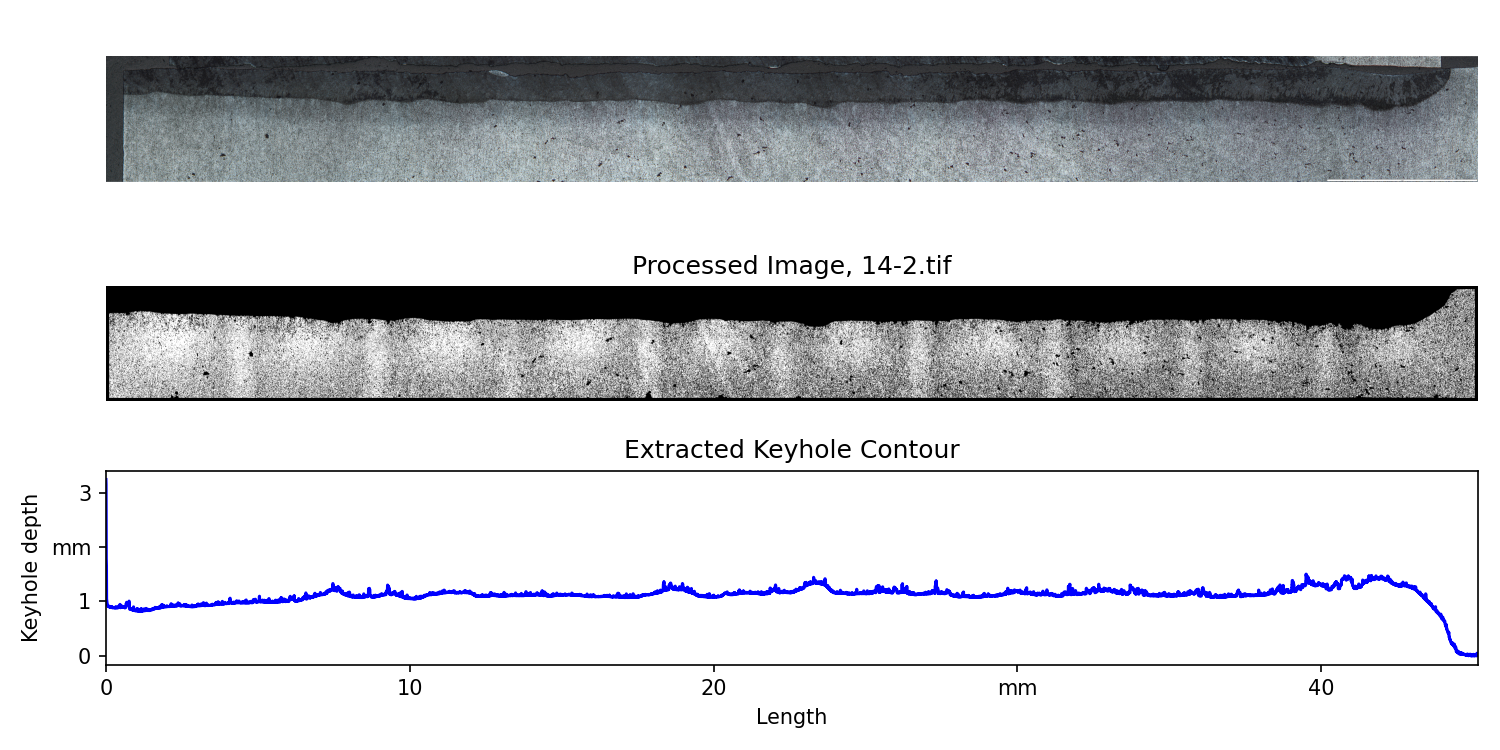 Processed Image, 14-2.tif
Extracted Keyhole Contour
Keyhole depth
3
mm
1
0
0
10
20
mm
40
Length